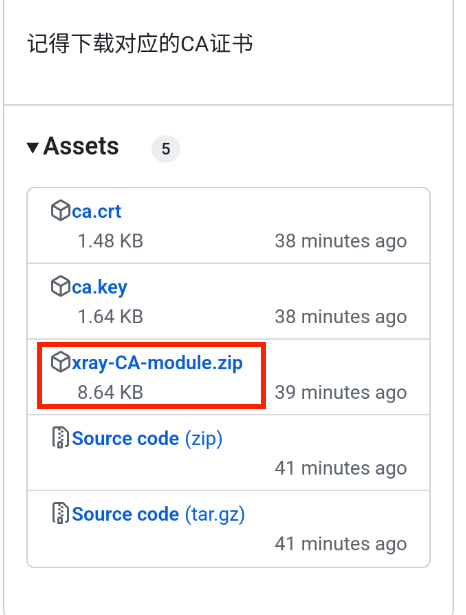 记得下载对应的CA证书
Assets 5
ca.crt
1.48 KB 38 minutes ago
ca.key
1.64 KB 38 minutes ago
xray-CA-module.zip
8.64 KB 39 minutes ago
Source code (zip)
41 minutes ago
Source code (tar.gz)
41 minutes ago